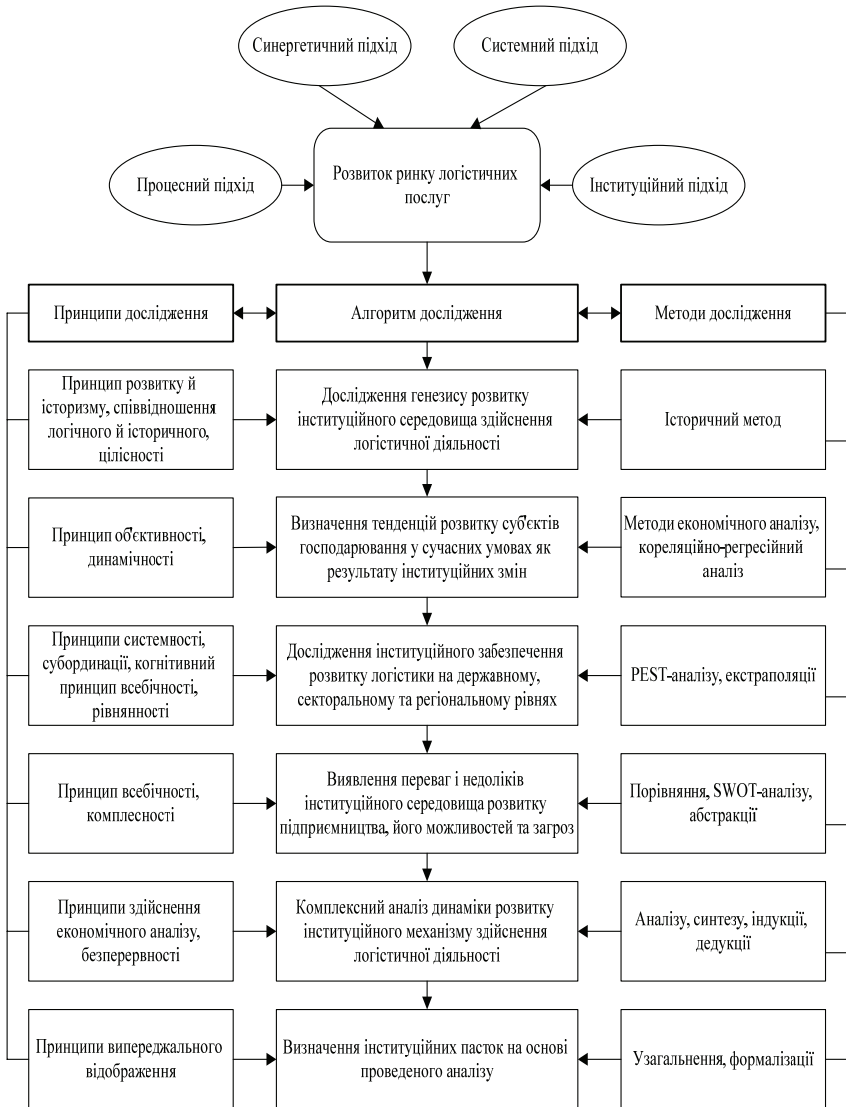 Синергетичний підхід
Системний підхід
Процесний підхід
Розвиток ринку логістичних
послуг
Інституційний підхід
Принципи дослідження
Алгоритм дослідження
Методи дослідження
Принцип розвитку й
історизму, співвідношення
логічного й історичного,
цілісності
Дослідження генезису розвитку
інституційного середовища здійснення
логістичної діяльності
Історичний метод
Принцип об'єктивності,
динамічності
Визначення тенденцій розвитку суб'єктів
господарювання у сучасних умовах як
результату інституційних змін
Методи економічного аналізу,
кореляційно-регресійний
аналіз
Принципи системності,
субординації, когнітивний
принцип всебічності,
рівнянності
Дослідження інституційного забезпечення
розвитку логістики на державному,
секторальному та регіональному рівнях
PEST-аналізу, екстраполяції
Принцип всебічності,
комплесності
Виявлення переваг і недоліків
інституційного середовища розвитку
підприємництва, його можливостей та загроз
Порівняння, SWOT-аналізу,
абстракції
Принципи здійснення
економічного аналізу,
безперервності
Комплексний аналіз динаміки розвитку
інституційного механізму здійснення
логістичної діяльності
Аналізу, синтезу, індукції,
дедукції
Принципи випереджального
відображення
Визначення інституційних пасток на основі
проведеного аналізу
Узагальнення, формалізації